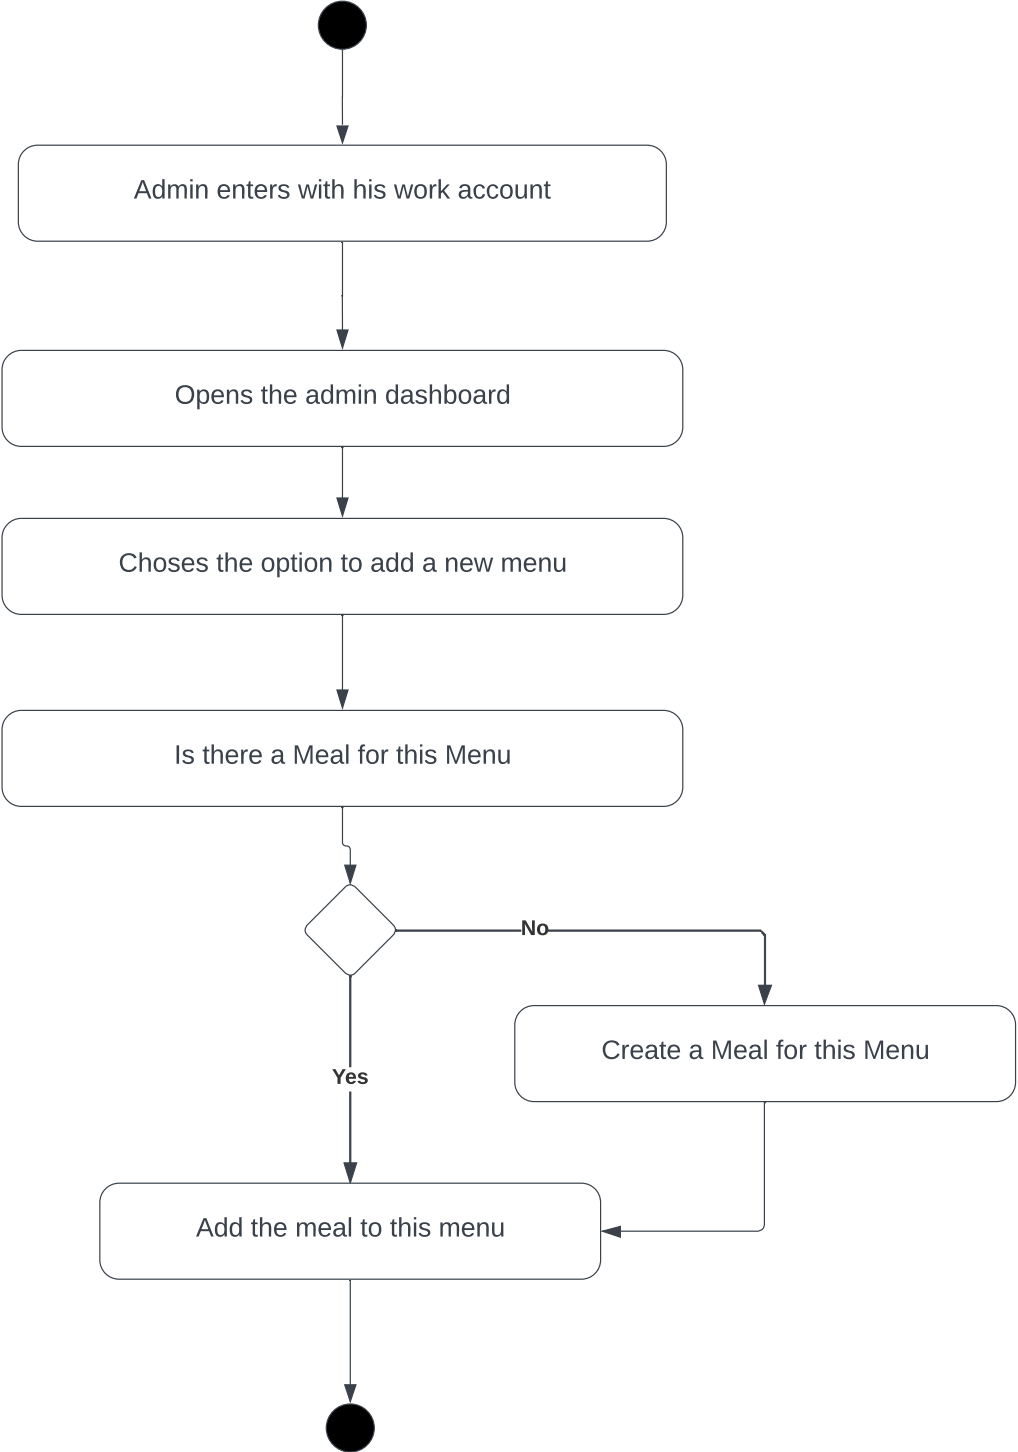 Admin enters with his work account
Opens the admin dashboard
Choses the option to add a new menu
Is there a Meal for this Menu
No
Create a Meal for this Menu
Yes
Add the meal to this menu